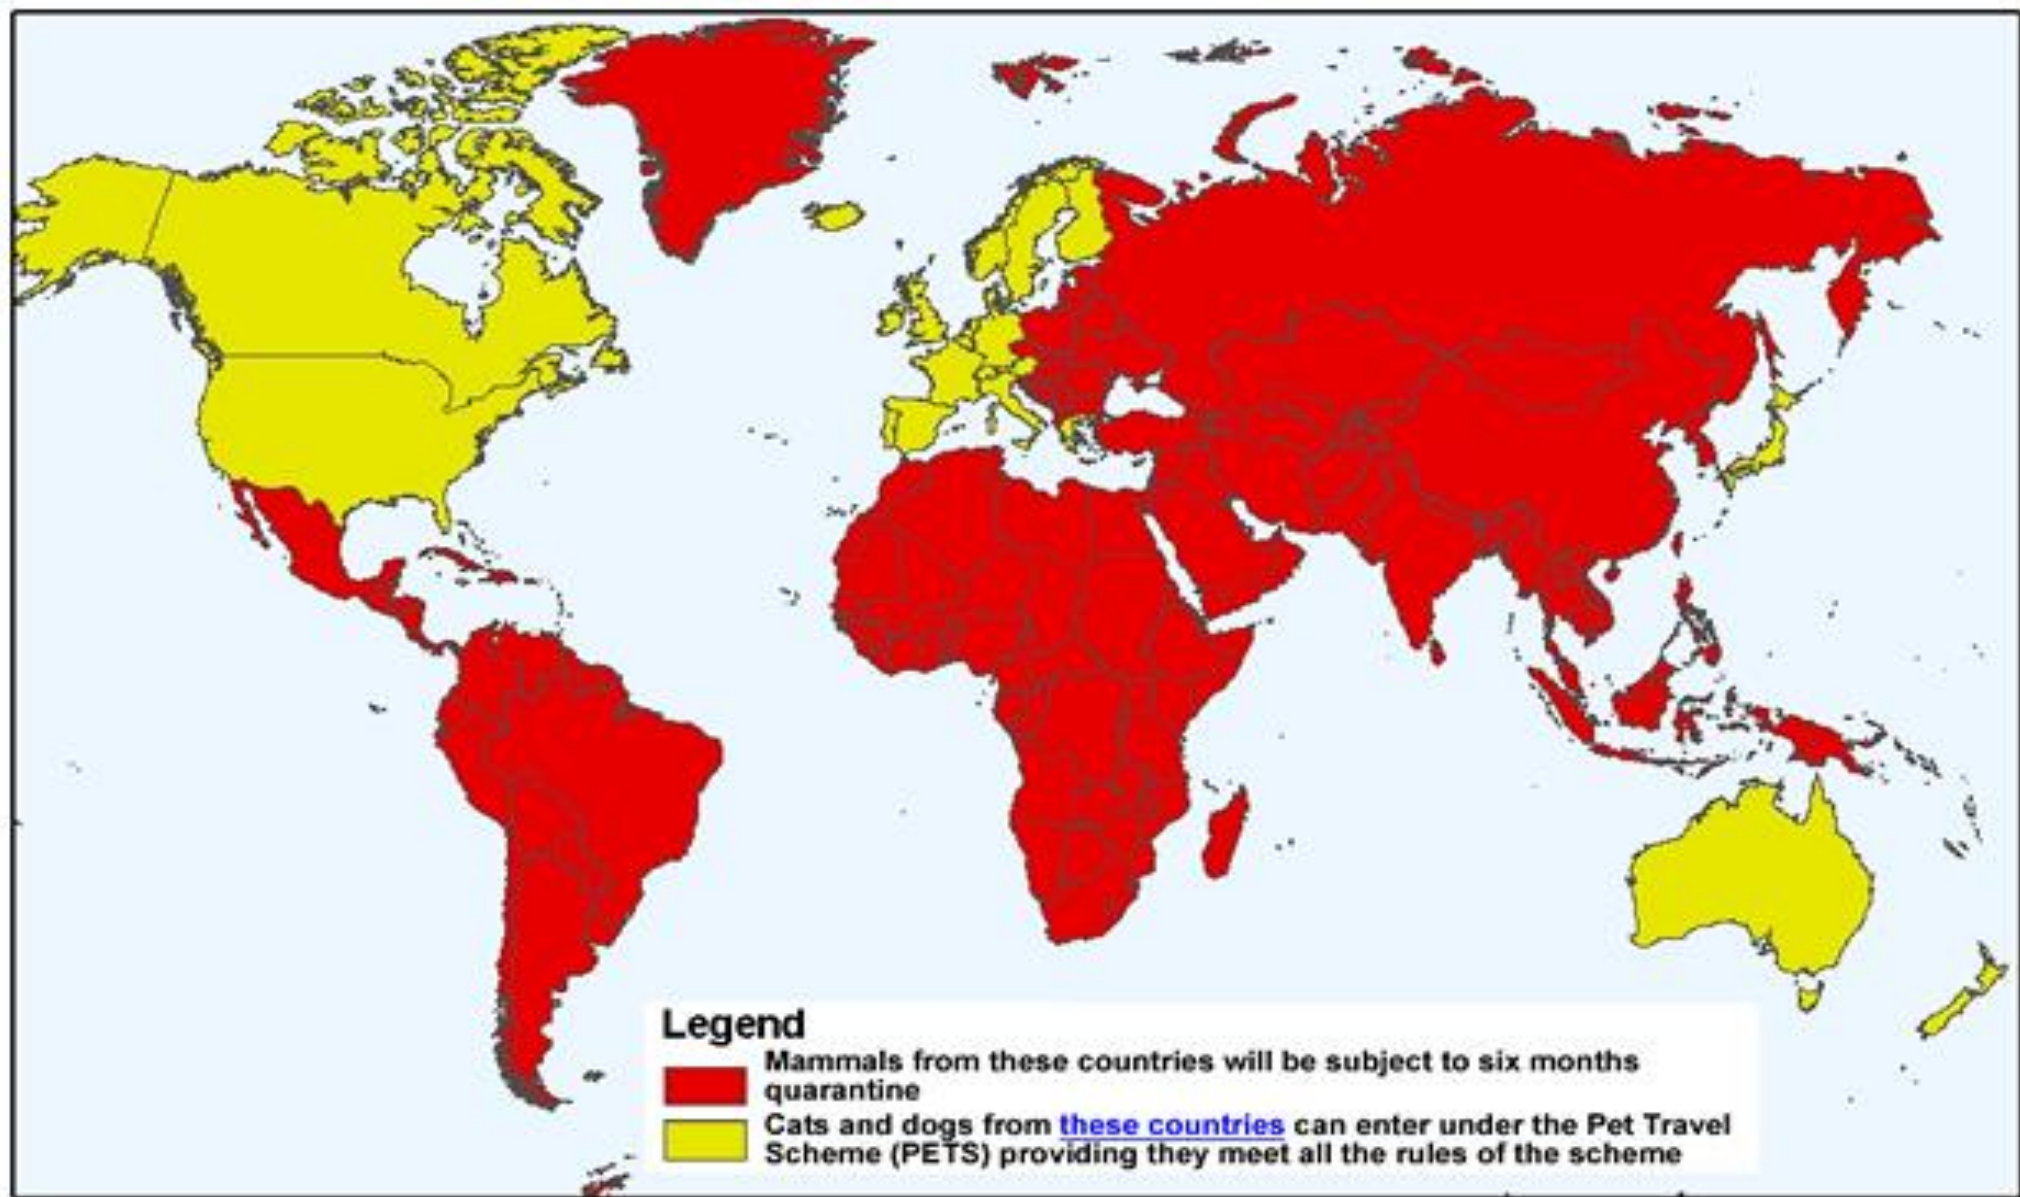 Legend
Mammals from these countries will be subject to six months
quarantine
Cats and dogs from these countries can enter under the Pet Travel
Scheme (PETS) providing they meet all the rules of the scheme